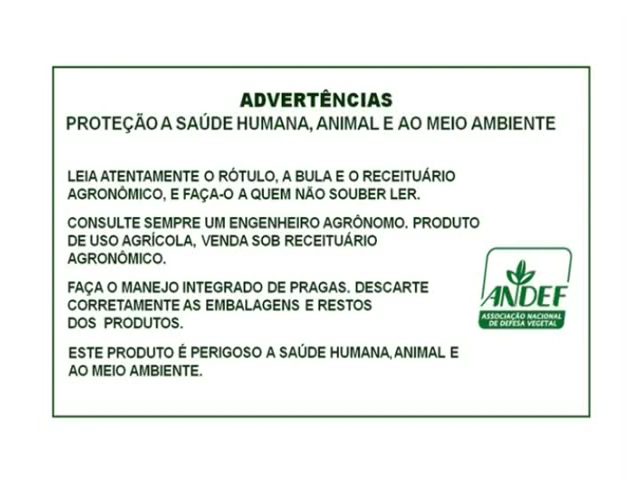 ADVERTÊNCIAS
PROTEÇÃO A SAÚDE HUMANA, ANIMAL E AO MEIO AMBIENTE
LEIA ATENTAMENTE O RÓTULO, A BULA E O RECEITUÁRIO
AGRONÔMICO, E FAÇA-O A QUEM NÃO SOUBER LER.
CONSULTE SEMPRE UM ENGENHEIRO AGRÔNOMO. PRODUTO
DE USO AGRÍCOLA, VENDA SOB RECEITUÁRIO
AGRONÔMICO.
FAÇA O MANEJO INTEGRADO DE PRAGAS. DESCARTE
CORRETAMENTE AS EMBALAGENS E RESTOS
DOS PRODUTOS.
ESTE PRODUTO É PERIGOSO A SAÚDE HUMANA, ANIMAL E
AO MEIO AMBIENTE.
ANDEF
ASSOCIAÇÃO NACIONAL
DE DEFESA VEGETAL